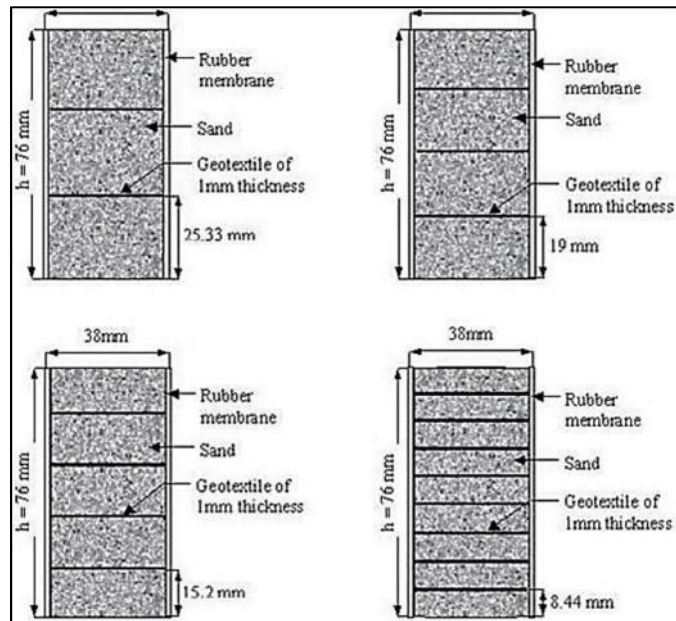 h = 76 mm
Rubber
membrane
Sand
Geotextile of
1mm thickness
25.33 mm
h = 76 mm
Rubber
membrane
Sand
Geotextile of
1mm thickness
19 mm
38mm
h = 76 mm
Rubber
membrane
Sand
Geotextile of
1mm thickness
15.2 mm
38mm
h = 76 mm
Rubber
membrane
Sand
Geotextile of
1mm thickness
8.44 mm